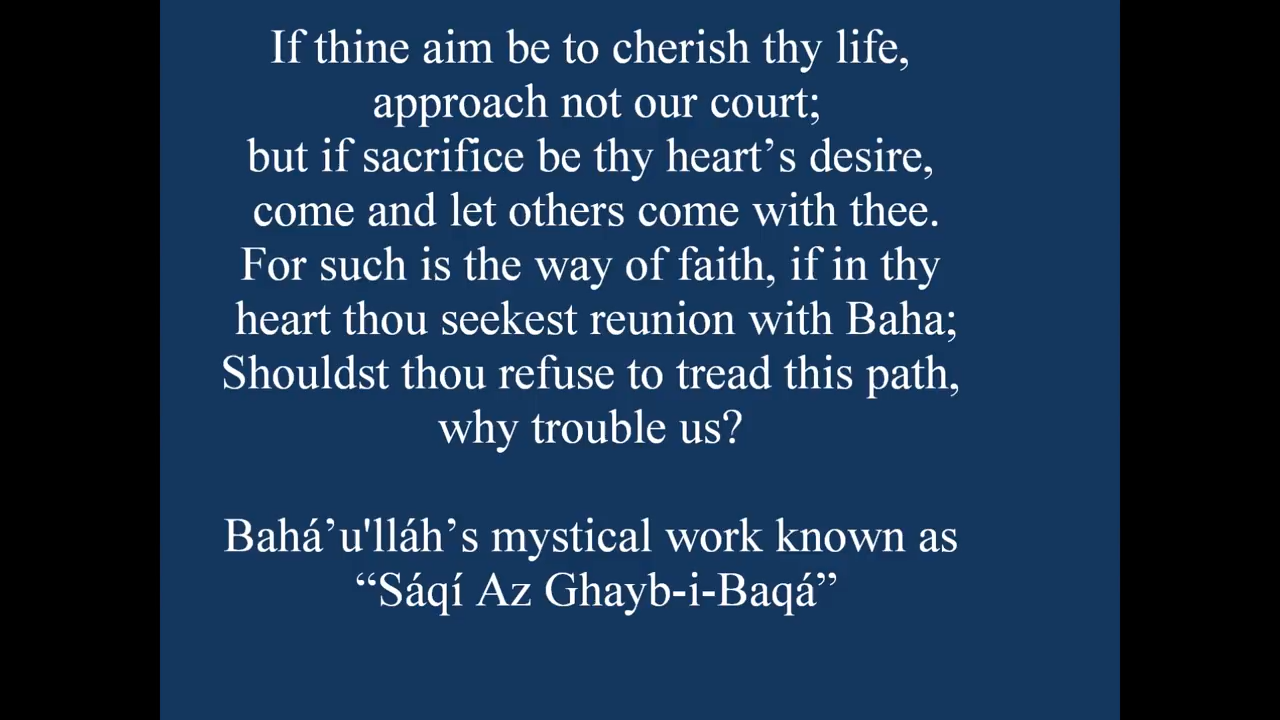 If thine aim be to cherish thy life,
approach not our court;
but if sacrifice be thy heart’s desire,
come and let others come with thee.
For such is the way of faith, if in thy
heart thou seekest reunion with Baha;
Shouldst thou refuse to tread this path,
why trouble us?
Bahá’u'lláh’s mystical work known as
“Sáqí Az Ghayb-i-Baqá”